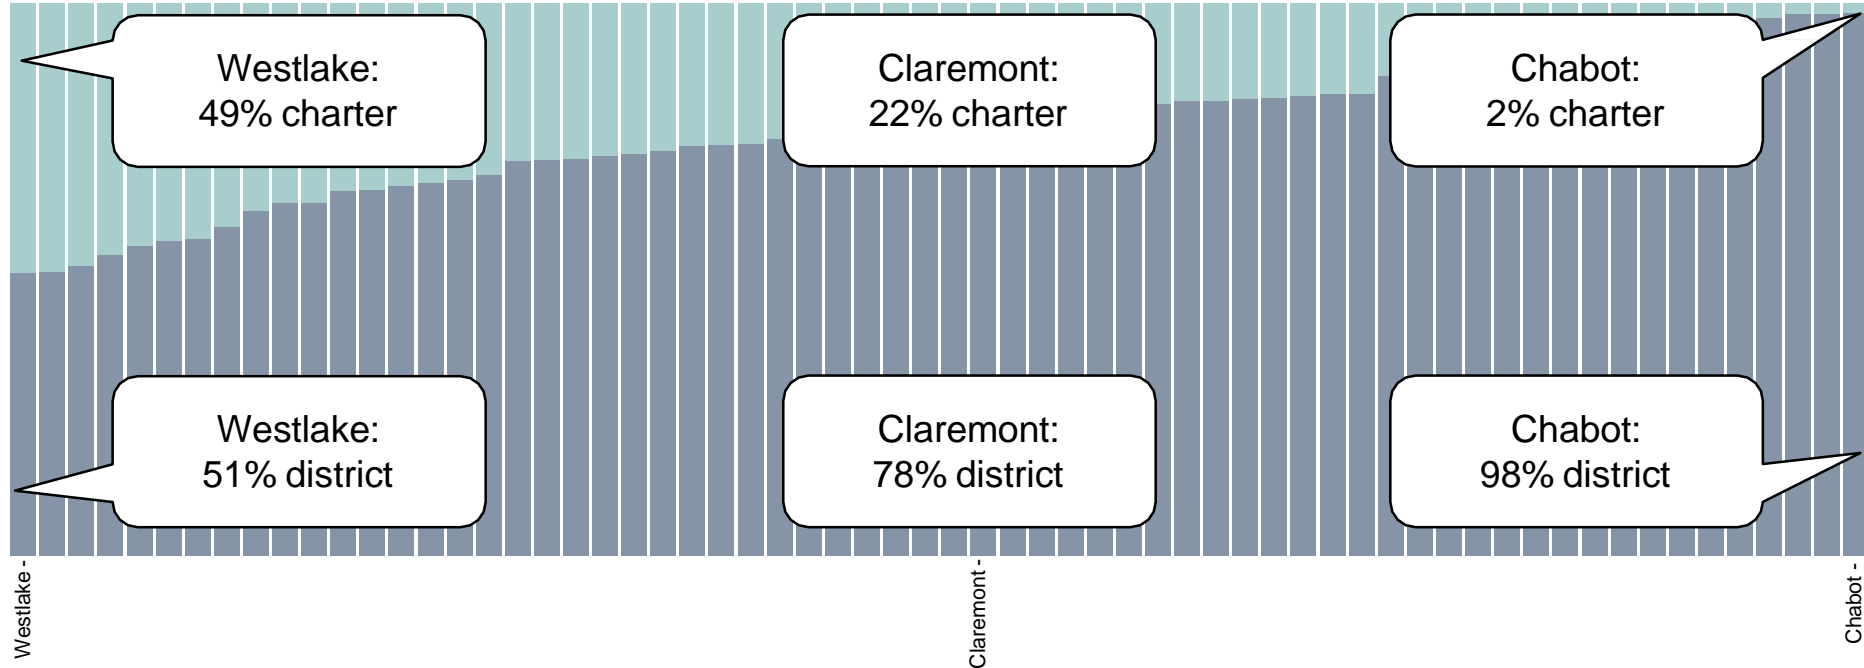 Westlake:
49% charter
Claremont:
22% charter
Chabot:
2% charter
Westlake:
51% district
Claremont:
78% district
Chabot:
98% district
Westlake -
Claremont -
Chabot -